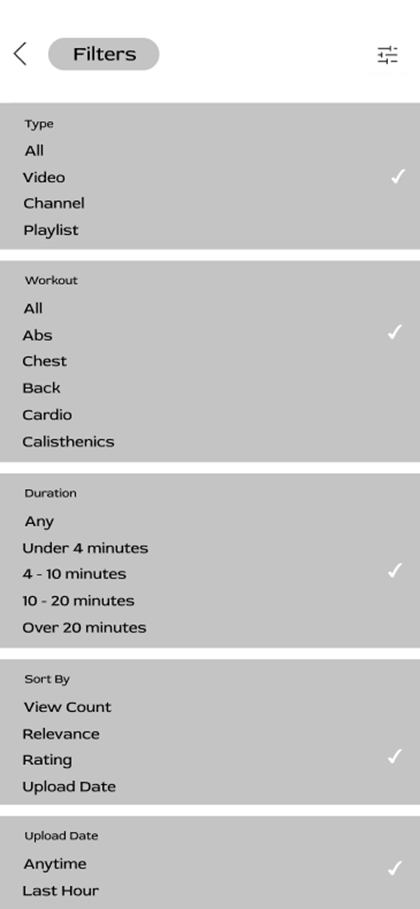 Filters
Type
All
Video
Channel
Playlist
Workout
All
Abs
Chest
Back
Cardio
Calisthenics
Duration
Any
Under 4 minutes
4 - 10 minutes
10 - 20 minutes
Over 20 minutes
Sort By
View Count
Relevance
Rating
Upload Date
Upload Date
Anytime
Last Hour